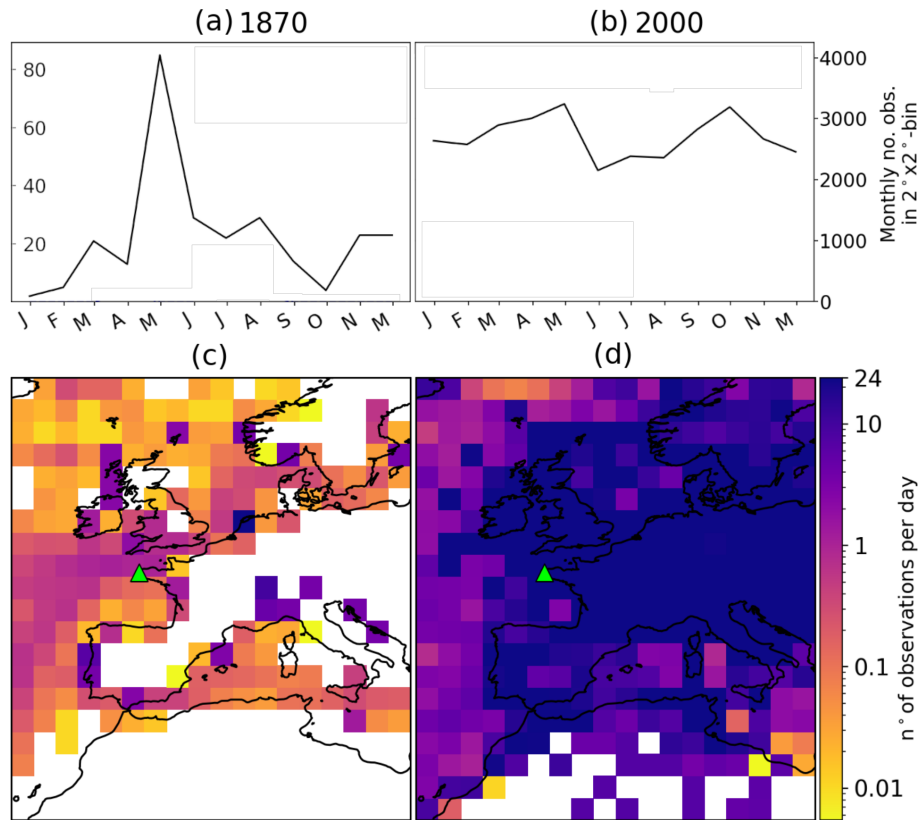 (a) 1870
(b) 2000
80
60
40
20
4000
3000
2000
1000
0
Monthly no. obs.
in 2°x2°-bin
J F M A M J J A S O N M
J F M A M J J A S O N M
(c)
(d)
24
10
1
0.1
0.01
n° of observations per day